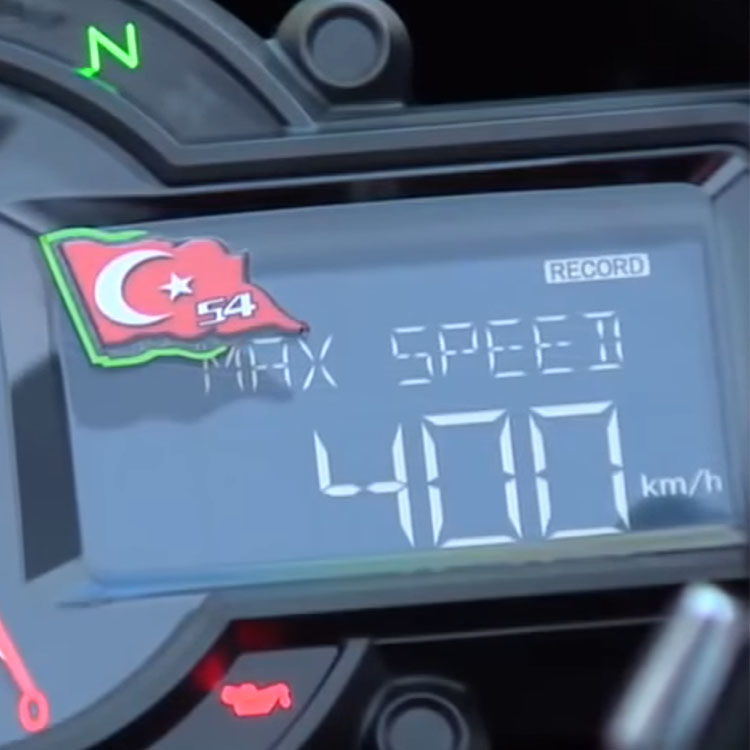 N
RECORD
54
MAX SPEED
400 km/h